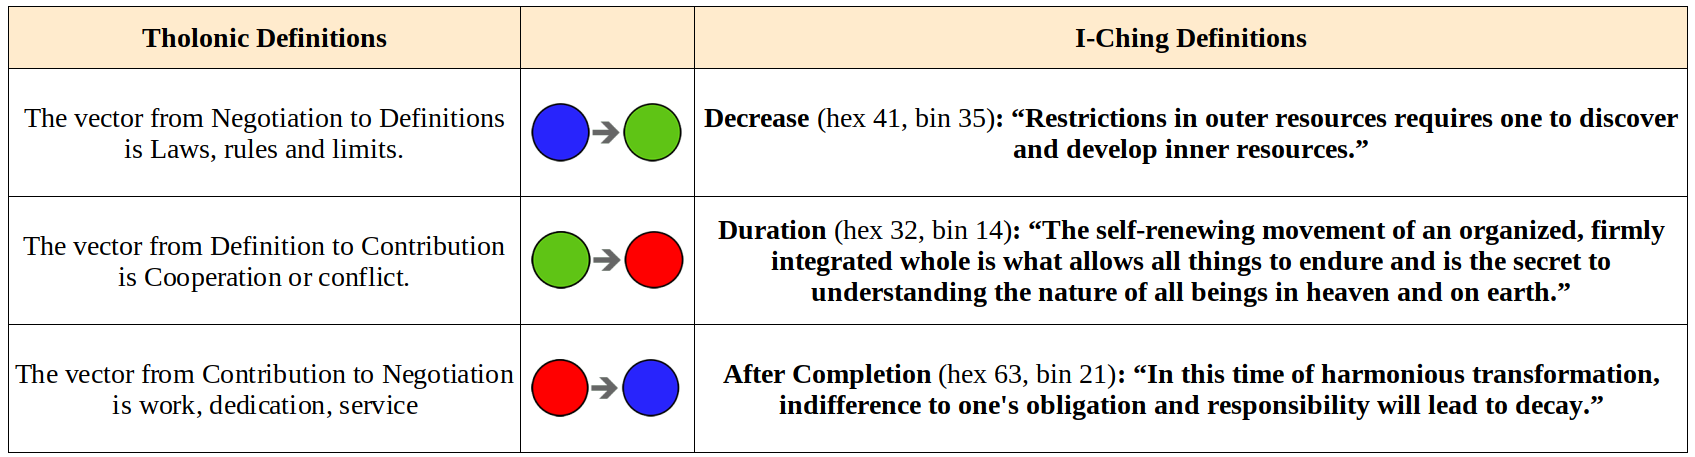 Tholonic Definitions
I-Ching Definitions
The vector from Negotiation to Definitions
is Laws, rules and limits.
Decrease (hex 41, bin 35): “Restrictions in outer resources requires one to discover
and develop inner resources.”
The vector from Definition to Contribution
is Cooperation or conflict.
Duration (hex 32, bin 14): “The self-renewing movement of an organized, firmly
integrated whole is what allows all things to endure and is the secret to
understanding the nature of all beings in heaven and on earth.”
The vector from Contribution to Negotiation
is work, dedication, service
After Completion (hex 63, bin 21): “In this time of harmonious transformation,
indifference to one's obligation and responsibility will lead to decay.”